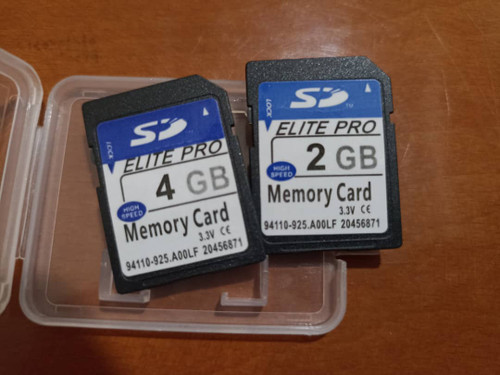 SD
LOCK
ELITE PRO
4 GB
HIGH
SPEED
Memory Card
3.3V CE
94110-925.A00LF 20456871
SD
TM
LOCK
ELITE PRO
2 GB
HIGH
SPEED
Memory Card
3.3V CE
94110-925.A00LF 20456871